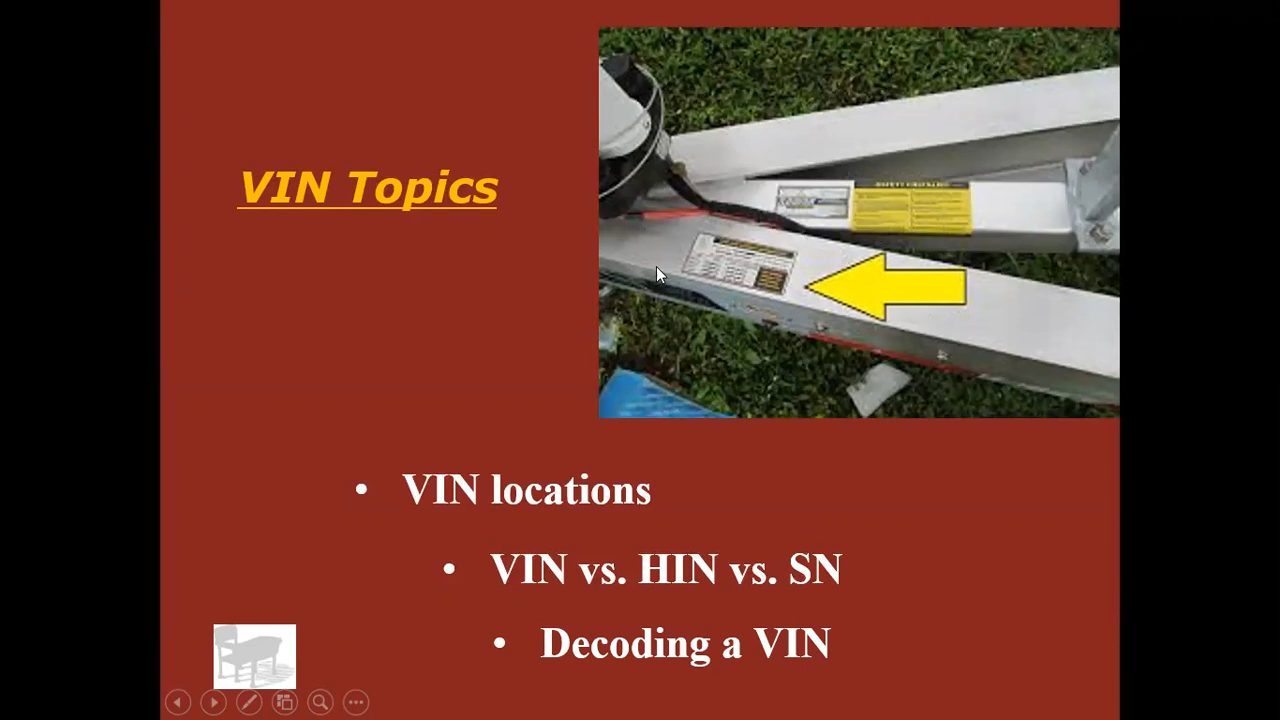 VIN Topics
• VIN locations
• VIN vs. HIN vs. SN
• Decoding a VIN